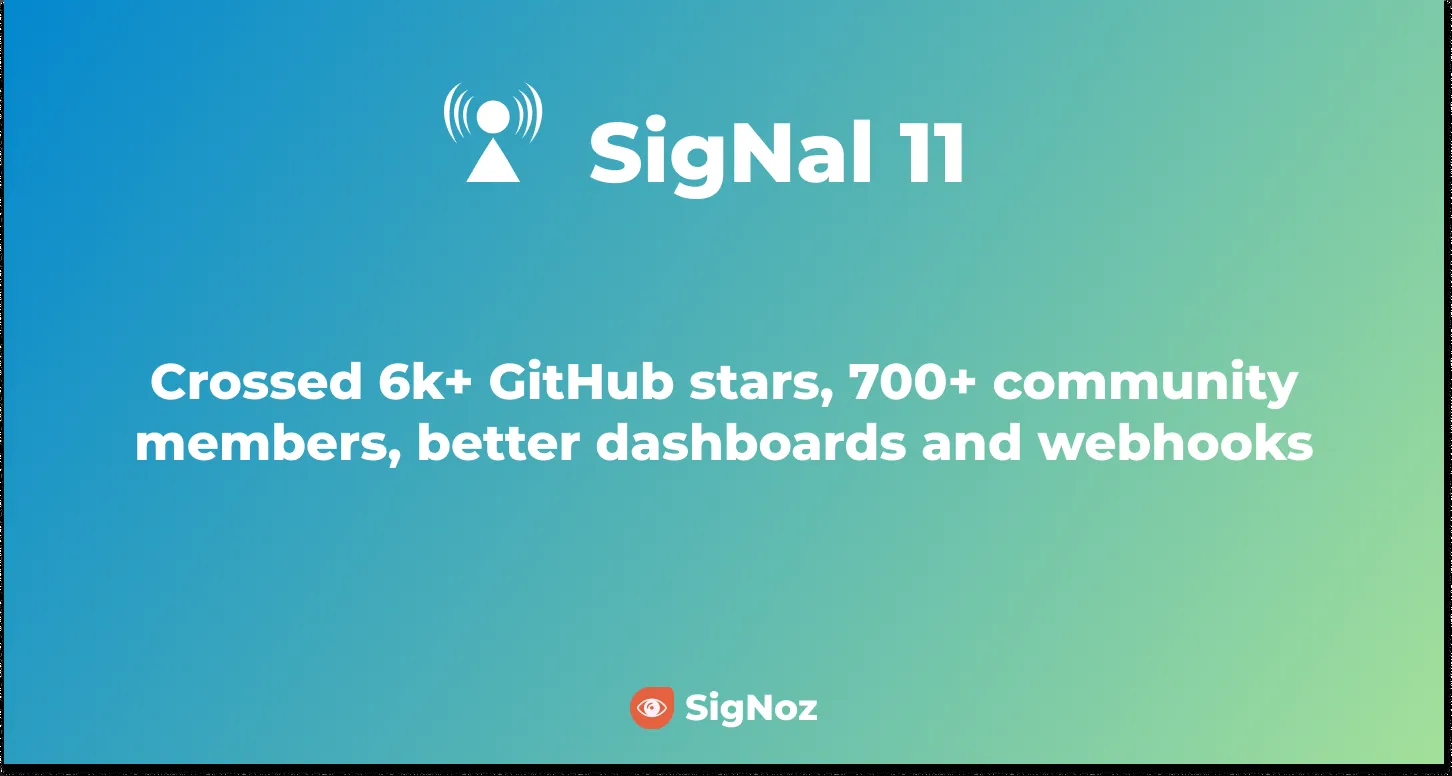 SigNal 11
Crossed 6k+ GitHub stars, 700+ community
members, better dashboards and webhooks
SigNoz